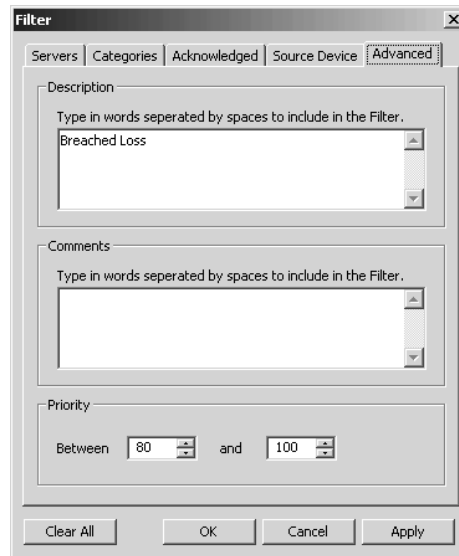 Filter
Servers Categories Acknowledged Source Device Advanced
Description
Type in words seperated by spaces to include in the Filter.
Breached Loss
Comments
Type in words seperated by spaces to include in the Filter.
Priority
Between 80 and 100
Clear All OK Cancel Apply